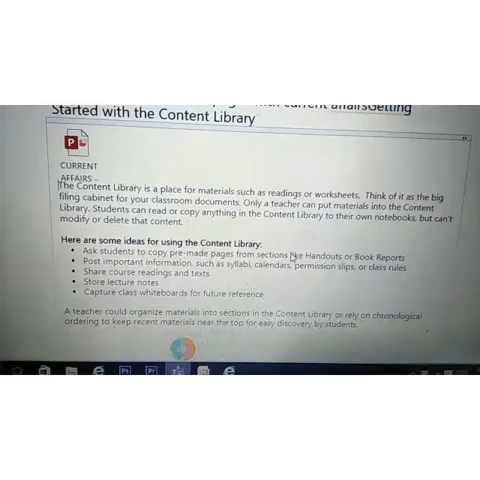 current affairsGetting
Started with the Content Library
CURRENT
AFFAIRS –
The Content Library is a place for materials such as readings or worksheets. Think of it as the big
filing cabinet for your classroom documents. Only a teacher can put materials into the Content
Library. Students can read or copy anything in the Content Library to their own notebooks, but can't
modify or delete that content.
Here are some ideas for using the Content Library:
• Ask students to copy pre-made pages from sections like Handouts or Book Reports
• Post important information, such as syllabi, calendars, permission slips, or class rules
• Share course readings and texts
• Store lecture notes
• Capture class whiteboards for future reference
A teacher could organize materials into sections in the Content Library or rely on chronological
ordering to keep recent materials near the top for easy discovery by students.
Ps Pr